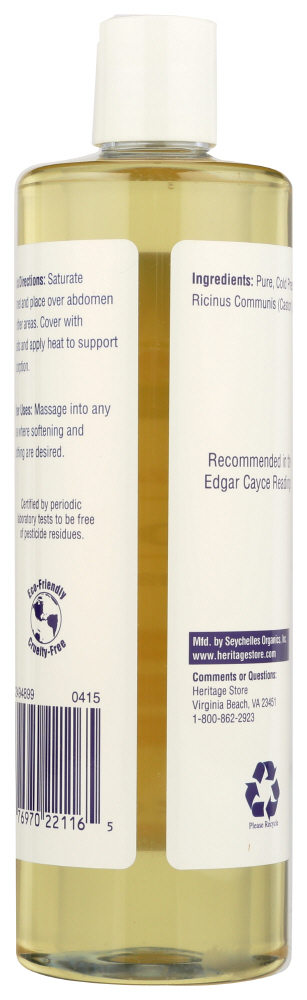 Directions: Saturate
and place over abdomen
areas. Cover with
and apply heat to support
Uses: Massage into any
where softening and
are desired.
Certified by periodic
laboratory tests to be free
of pesticide residues.
Eco-Friendly
Cruelty-Free
94899 0415
76970 22116 5
Ingredients: Pure, Cold
Ricinus Communis (Castor
Recommended in
Edgar Cayce Reading
Mfd. by Seychelles Organics, Inc.
www.heritagestore.com
Comments or Questions:
Heritage Store
Virginia Beach, VA 23451
1-800-862-2923
Please Recycle